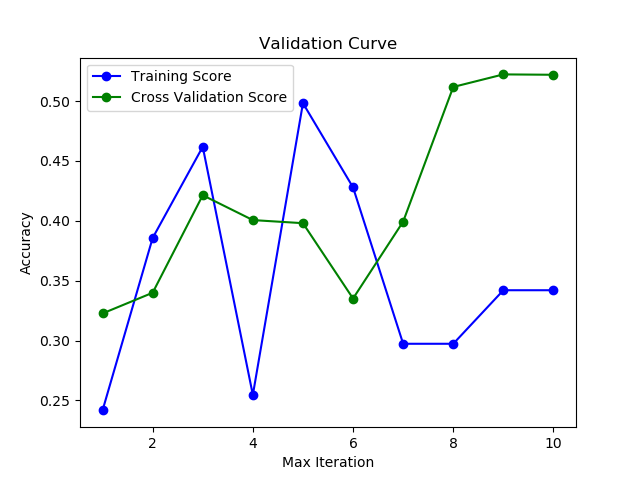 Validation Curve
Training Score
Cross Validation Score
Accuracy
0.50
0.45
0.40
0.35
0.30
0.25
2 4 6 8 10
Max Iteration